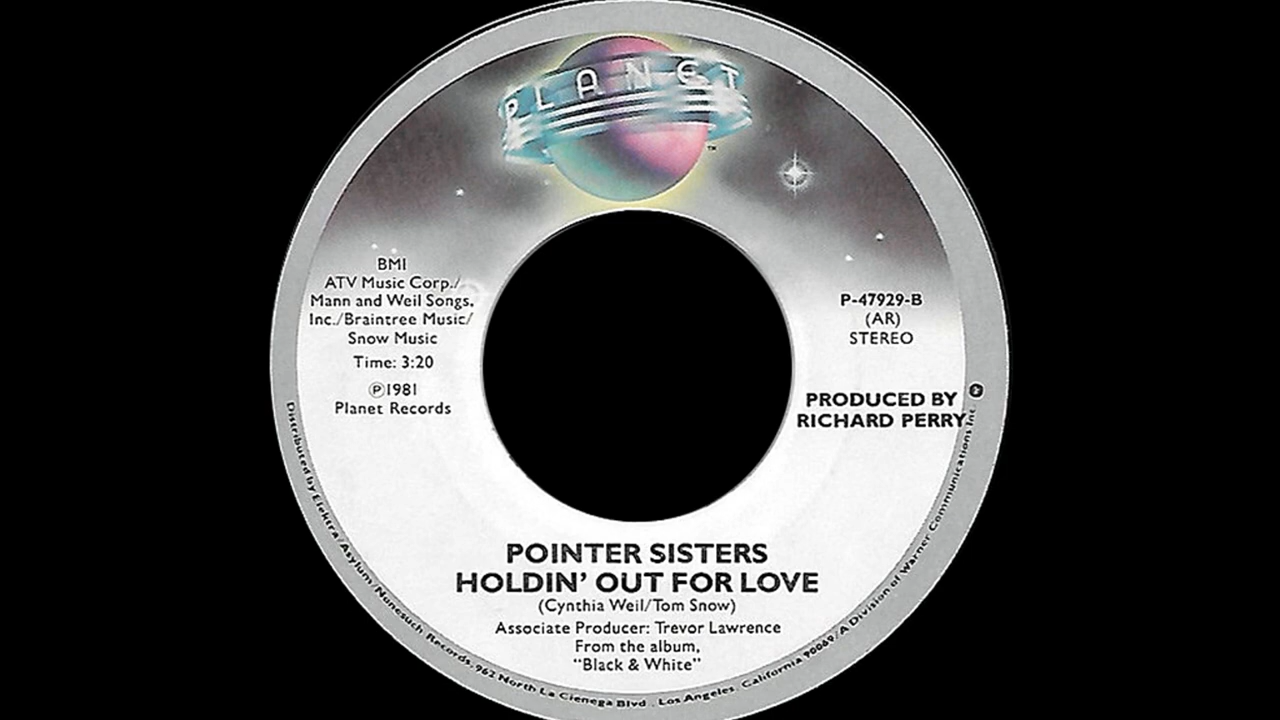 PLANET
™
BMI
ATV Music Corp./
Mann and Weil Songs,
Inc./Braintree Music/
Snow Music
Time: 3:20
Ⓟ1981
Planet Records
P-47929-B
(AR)
STEREO
PRODUCED BY
RICHARD PERRY
POINTER SISTERS
HOLDIN' OUT FOR LOVE
(Cynthia Weil/Tom Snow)
Associate Producer: Trevor Lawrence
From the album,
"Black & White"
Distributed by Elektra/Asylum/Nonesuch Records, 962 North La Cienega Blvd., Los Angeles, California 90069/A Division of Warner Communications Inc.